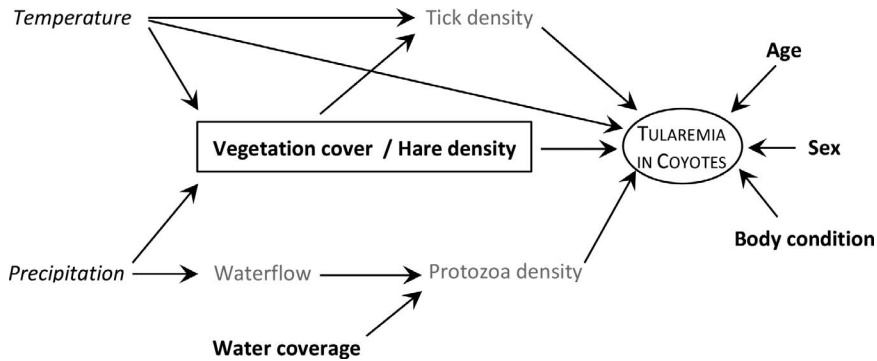 Temperature
Tick density
Age
Vegetation cover / Hare density
TULAREMIA
IN COYOTES
Sex
Body condition
Precipitation
Waterflow
Protozoa density
Water coverage